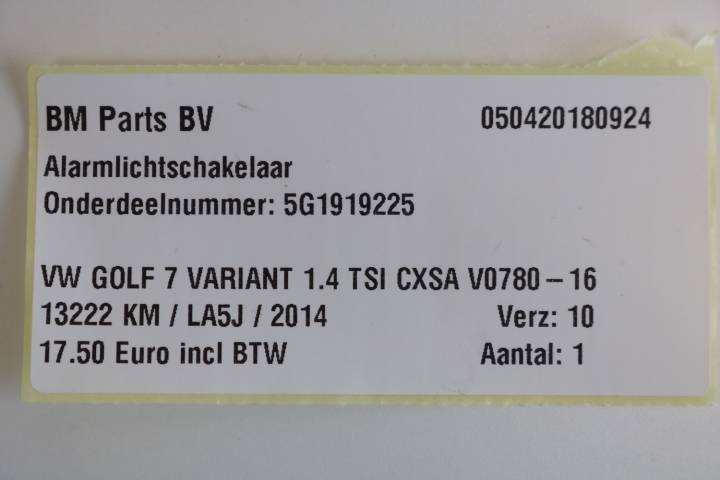 BM Parts BV 050420180924
Alarmlichtschakelaar
Onderdeelnummer: 5G1919225
VW GOLF 7 VARIANT 1.4 TSI CXSA V0780 – 16
13222 KM / LA5J / 2014 Verz: 10
17.50 Euro incl BTW Aantal: 1